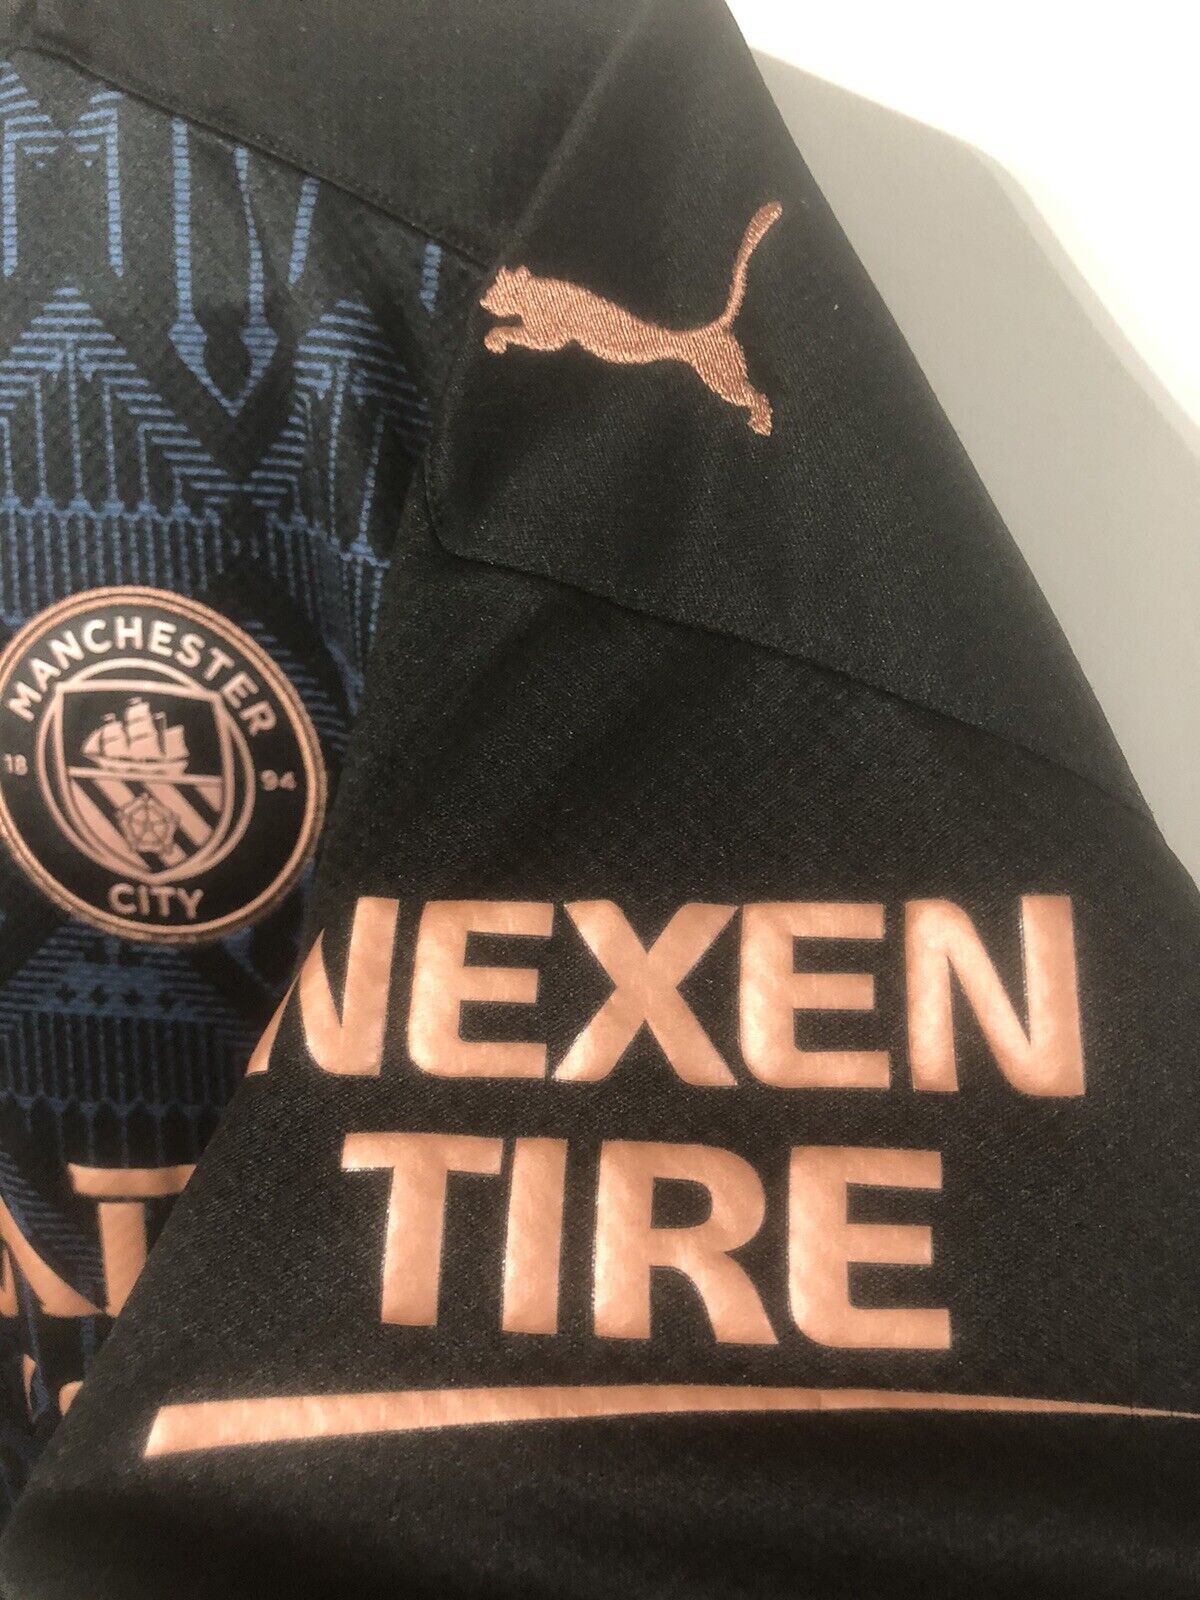 MANCHESTER
18 94
CITY
NEXEN
TIRE